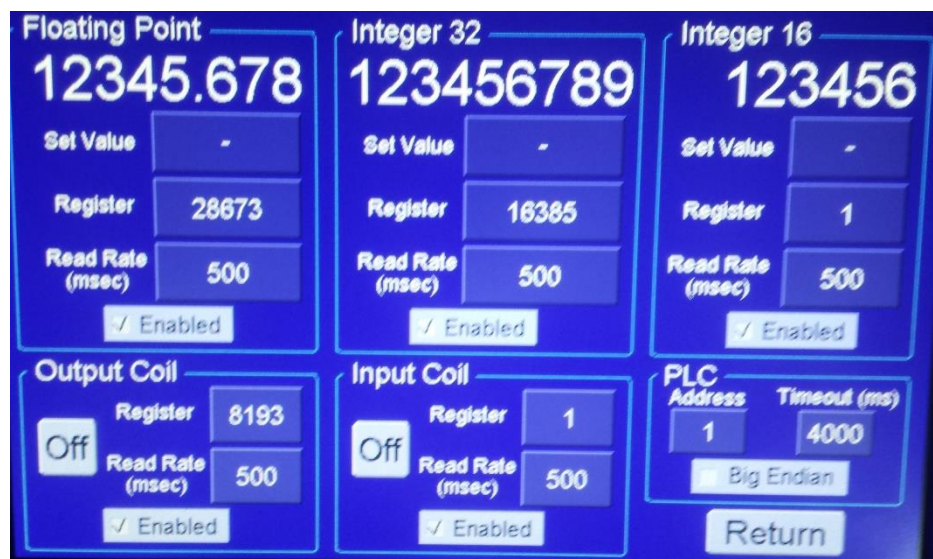 Floating Point
12345.678
Set Value -
Register 28673
Read Rate
(msec) 500
✓ Enabled
Integer 32
123456789
Set Value -
Register 16385
Read Rate
(msec) 500
✓ Enabled
Integer 16
123456
Set Value -
Register 1
Read Rate
(msec) 500
✓ Enabled
Output Coil
Off
Register 8193
Read Rate
(msec) 500
✓ Enabled
Input Coil
Off
Register 1
Read Rate
(msec) 500
✓ Enabled
PLC
Address Timeout (ms)
1 4000
Big Endian
Return